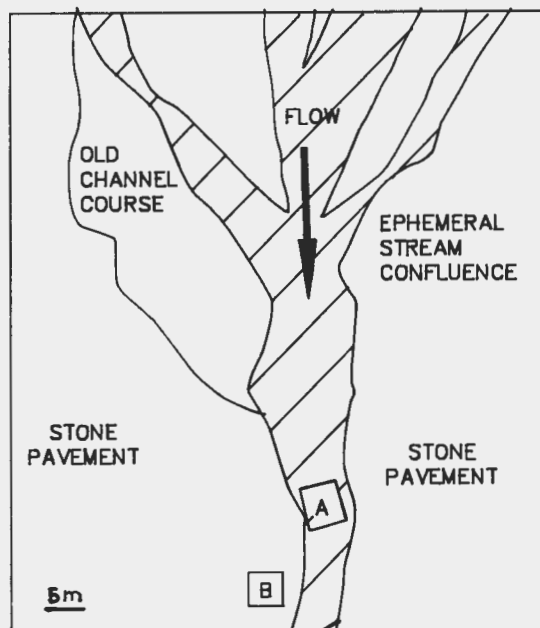 FLOW
OLD
CHANNEL
COURSE
EPHEMERAL
STREAM
CONFLUENCE
STONE
PAVEMENT
STONE
PAVEMENT
A
B
5m